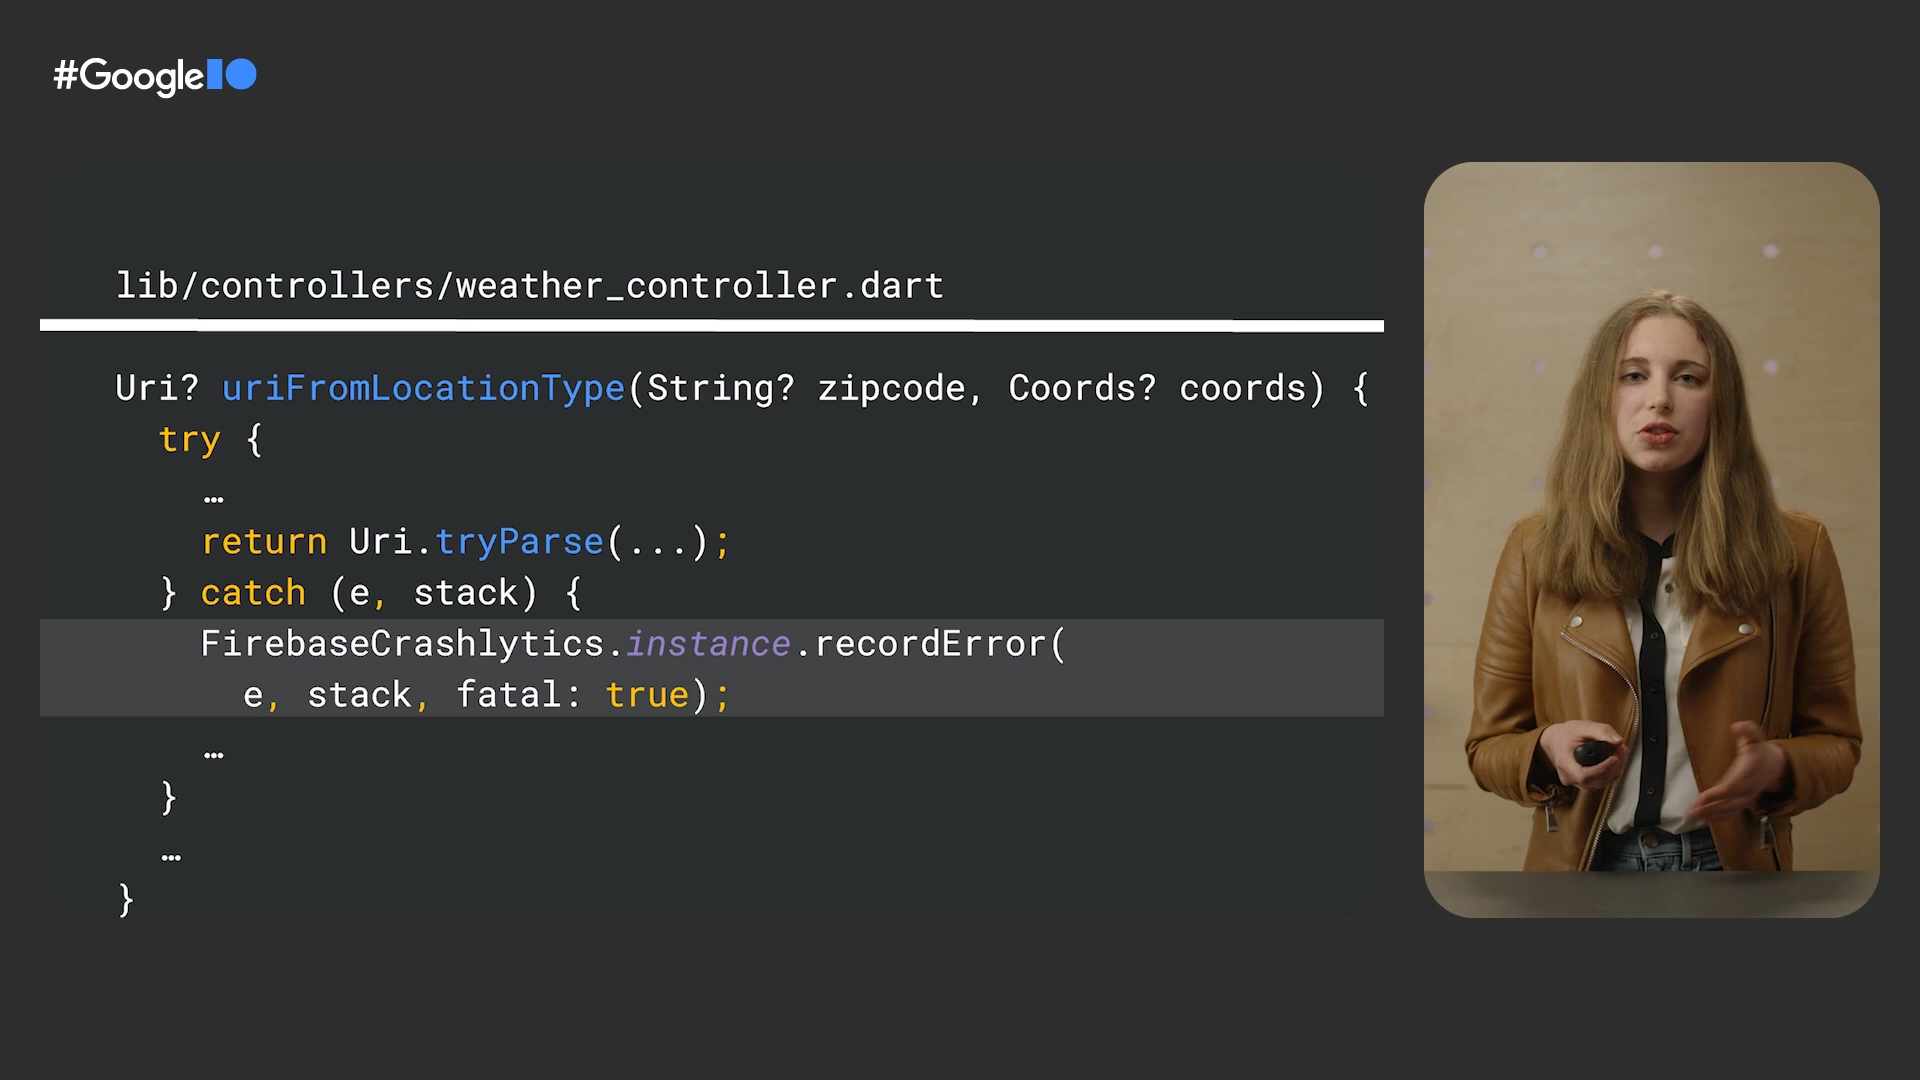 #GoogleIO
lib/controllers/weather_controller.dart
Uri? uriFromLocationType(String? zipcode, Coords? coords) {
try {
…
return Uri.tryParse(...);
} catch (e, stack) {
FirebaseCrashlytics.instance.recordError(
e, stack, fatal: true);
…
}
…
}